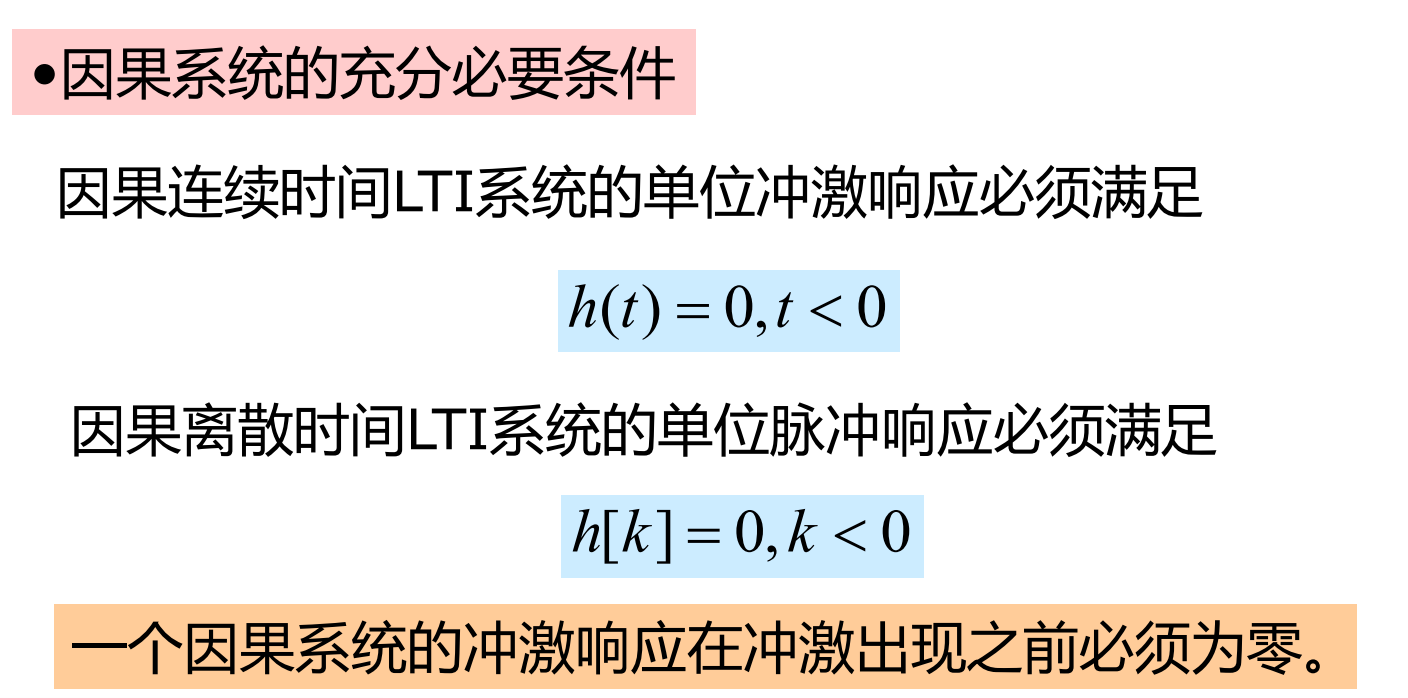 •因果系统的充分必要条件
因果连续时间LTI系统的单位冲激响应必须满足
h(t) = 0, t < 0
因果离散时间LTI系统的单位脉冲响应必须满足
h[k] = 0, k < 0
一个因果系统的冲激响应在冲激出现之前必须为零。